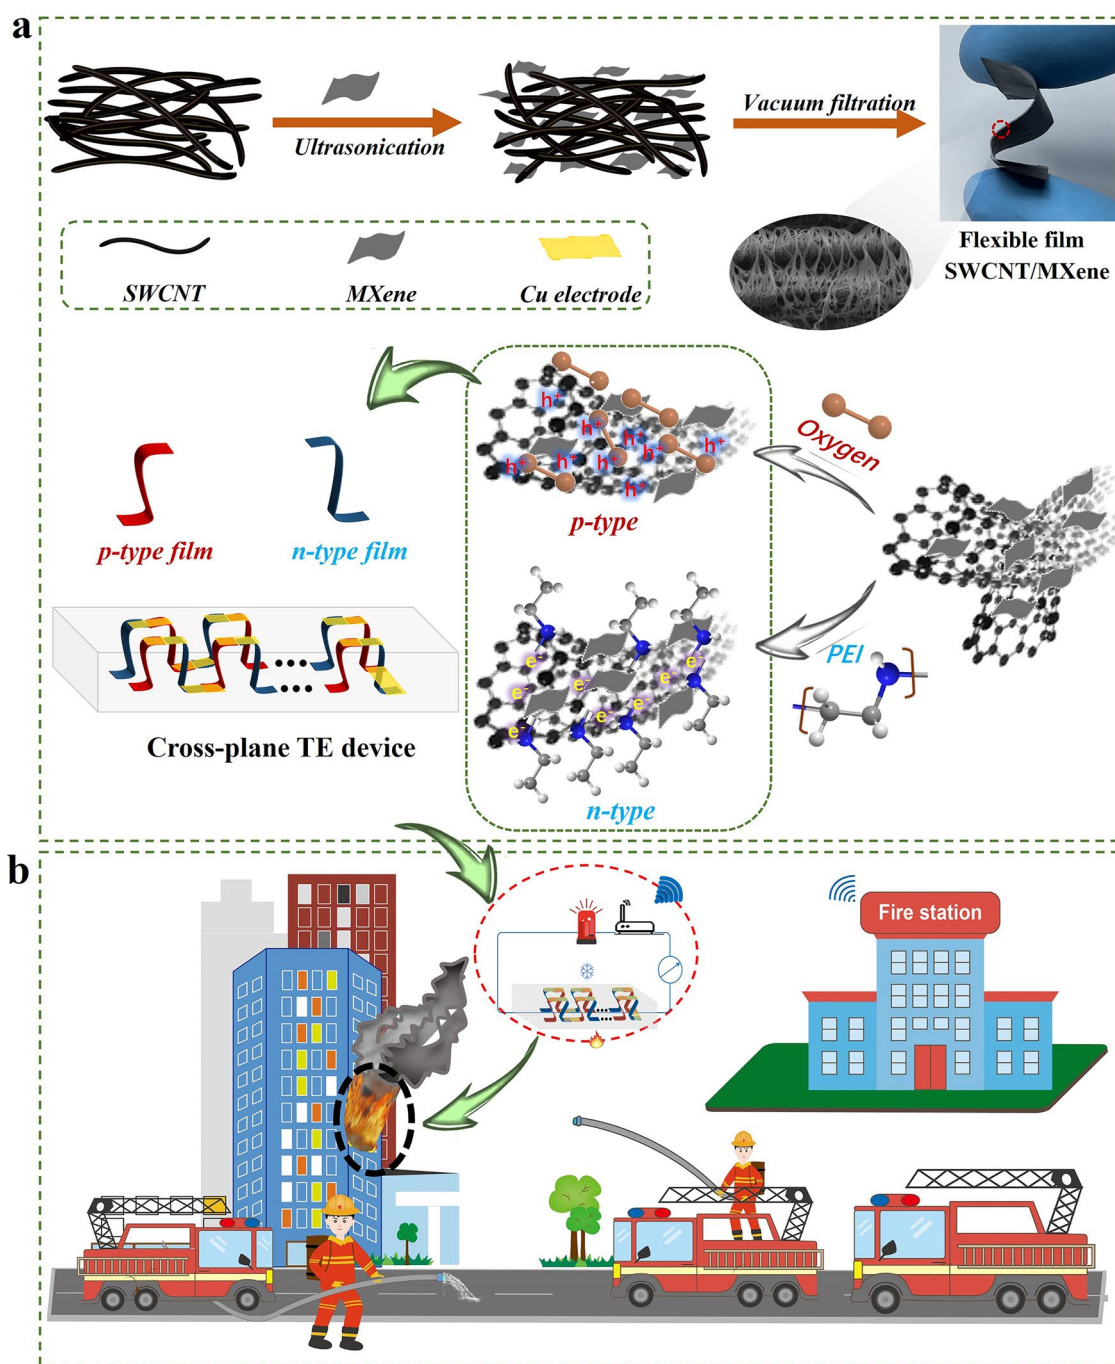 a
Ultrasonication
Vacuum filtration
Flexible film
SWCNT/MXene
SWCNT
MXene
Cu electrode
h⁺
h⁺
h⁺
h⁺
h⁺
h⁺
h⁺
h⁺
h⁺
p-type
Oxygen
p-type film
n-type film
PEI
e⁻
e⁻
e⁻
e⁻
e⁻
e⁻
e⁻
e⁻
n-type
Cross-plane TE device
b
Fire station